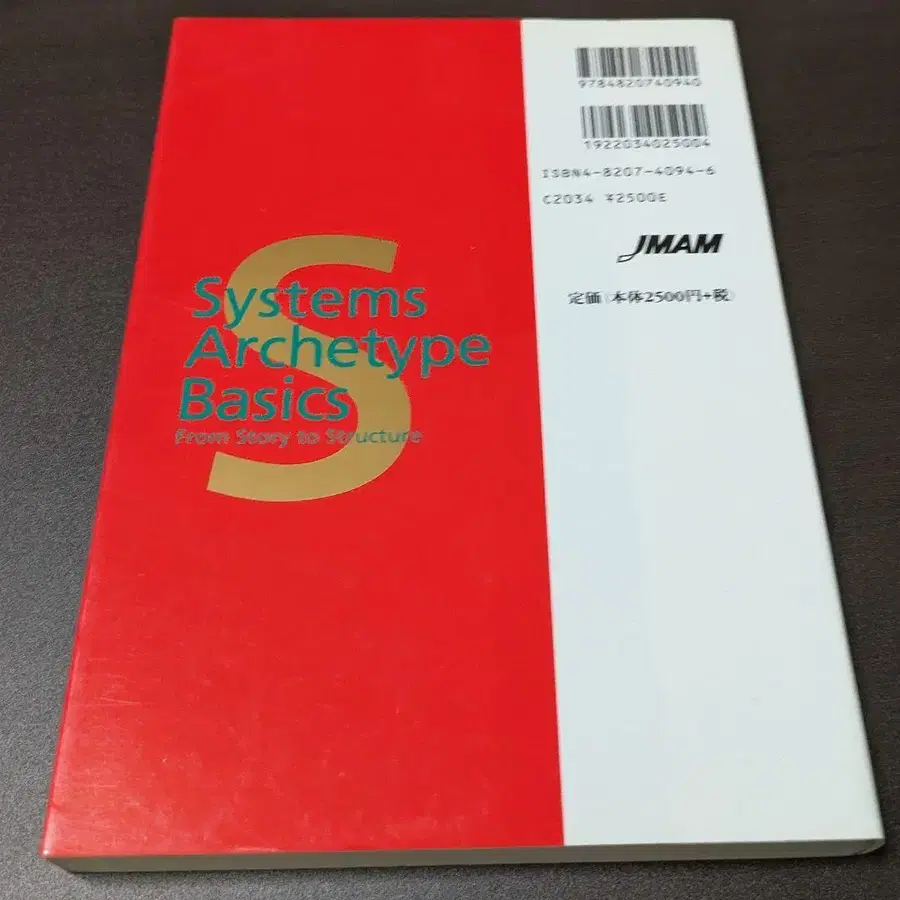 9784820740940
1922034025004
ISBN4-8207-4094-6
C2034 ¥2500E
JMAM
定価(本体2500円+税)
S
Systems
Archetype
Basics
From Story to Structure